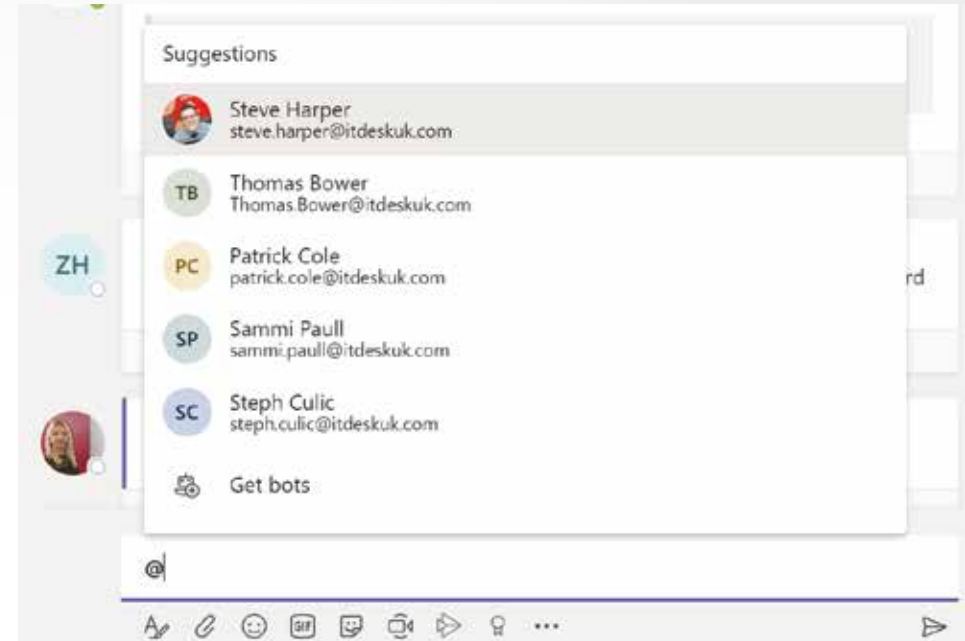 Suggestions
Steve Harper
steve.harper@itdeskuk.com
TB
Thomas Bower
Thomas.Bower@itdeskuk.com
ZH
PC
Patrick Cole
patrick.cole@itdeskuk.com
rd
SP
Sammi Paull
sammi.paull@itdeskuk.com
SC
Steph Culic
steph.culic@itdeskuk.com
Get bots
@
GIF